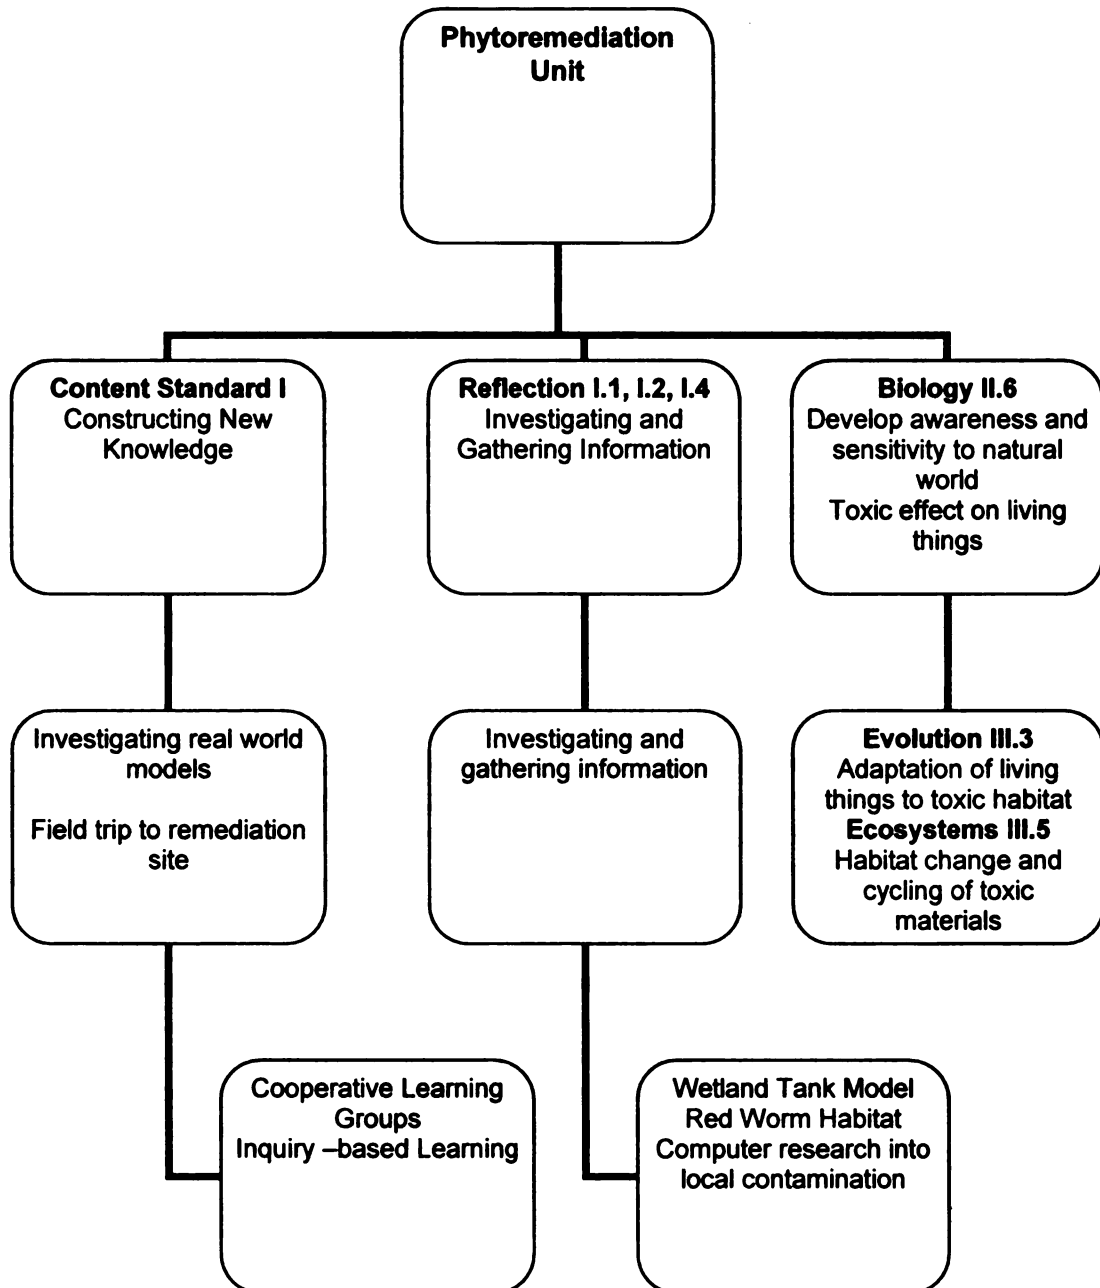 Phytoremediation
Unit
Content Standard I
Constructing New
Knowledge
Reflection I.1, I.2, I.4
Investigating and
Gathering Information
Biology II.6
Develop awareness and
sensitivity to natural
world
Toxic effect on living
things
Investigating real world
models
Field trip to remediation
site
Investigating and
gathering information
Evolution III.3
Adaptation of living
things to toxic habitat
Ecosystems III.5
Habitat change and
cycling of toxic
materials
Cooperative Learning
Groups
Inquiry –based Learning
Wetland Tank Model
Red Worm Habitat
Computer research into
local contamination